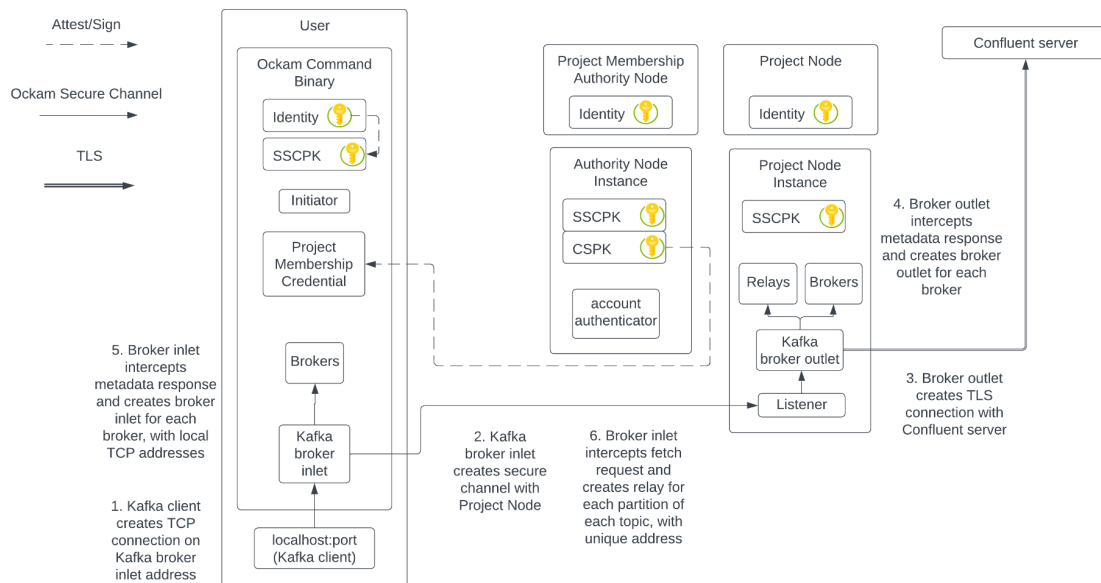 Attest/Sign
Ockam Secure Channel
TLS
User
Ockam Command
Binary
Identity
SSCPK
Initiator
Project
Membership
Credential
Brokers
Kafka
broker
inlet
localhost:port
(Kafka client)
5. Broker inlet
intercepts
metadata response
and creates broker
inlet for each
broker, with local
TCP addresses
1. Kafka client
creates TCP
connection on
Kafka broker
inlet address
Project Membership
Authority Node
Identity
Authority Node
Instance
SSCPK
CSPK
account
authenticator
2. Kafka
broker inlet
creates secure
channel with
Project Node
6. Broker inlet
intercepts fetch
request and
creates relay for
each partition of
each topic, with
unique address
Project Node
Identity
Project Node
Instance
SSCPK
Relays
Brokers
Kafka
broker outlet
Listener
Confluent server
4. Broker outlet
intercepts
metadata response
and creates broker
outlet for each
broker
3. Broker outlet
creates TLS
connection with
Confluent server